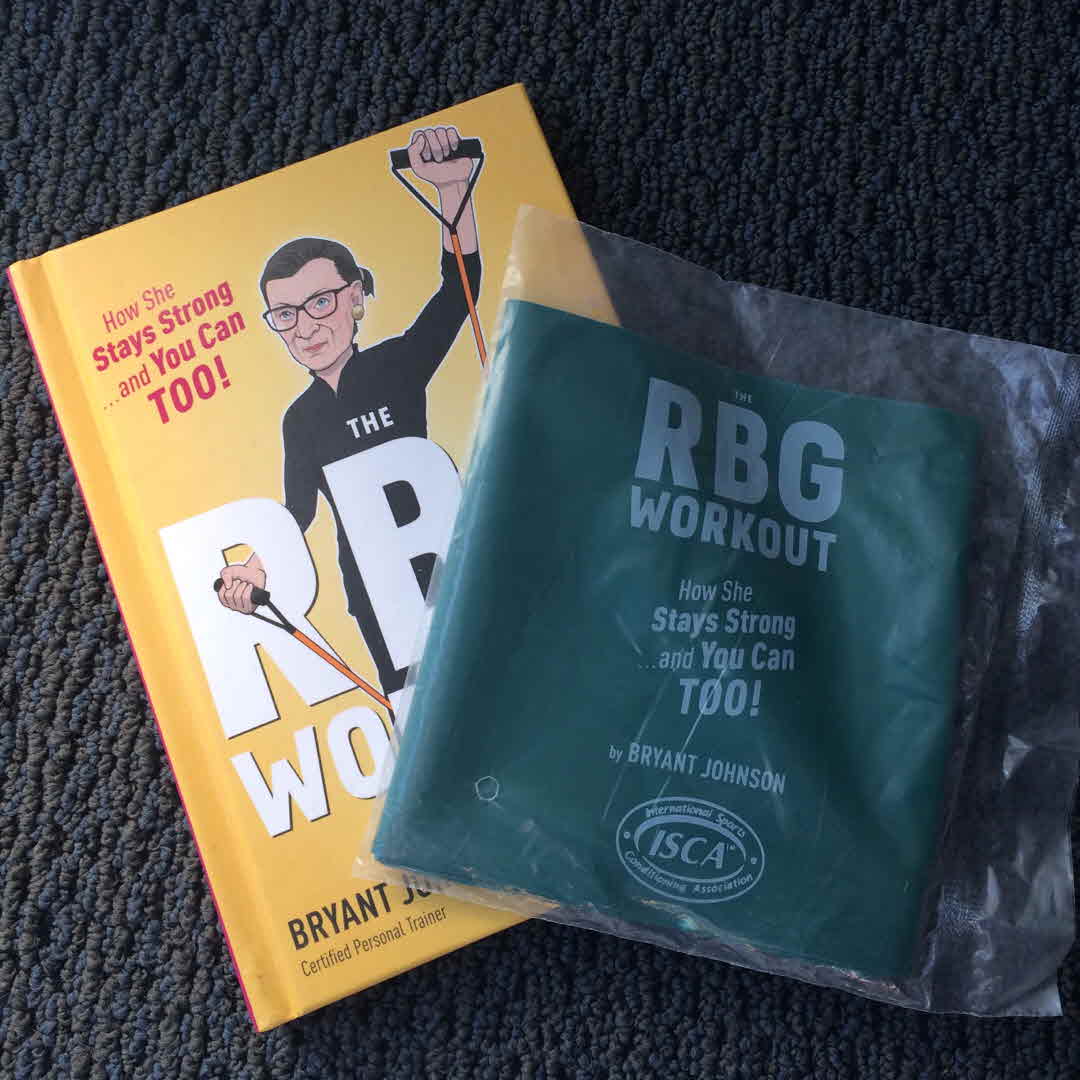 How She
Stays Strong
...and You Can
TOO!
THE
RB
WO
BRYANT JO
Certified Personal Trainer
THE
RBG
WORKOUT
How She
Stays Strong
...and You Can
TOO!
by BRYANT JOHNSON
International Sports
ISCA®
Conditioning Association